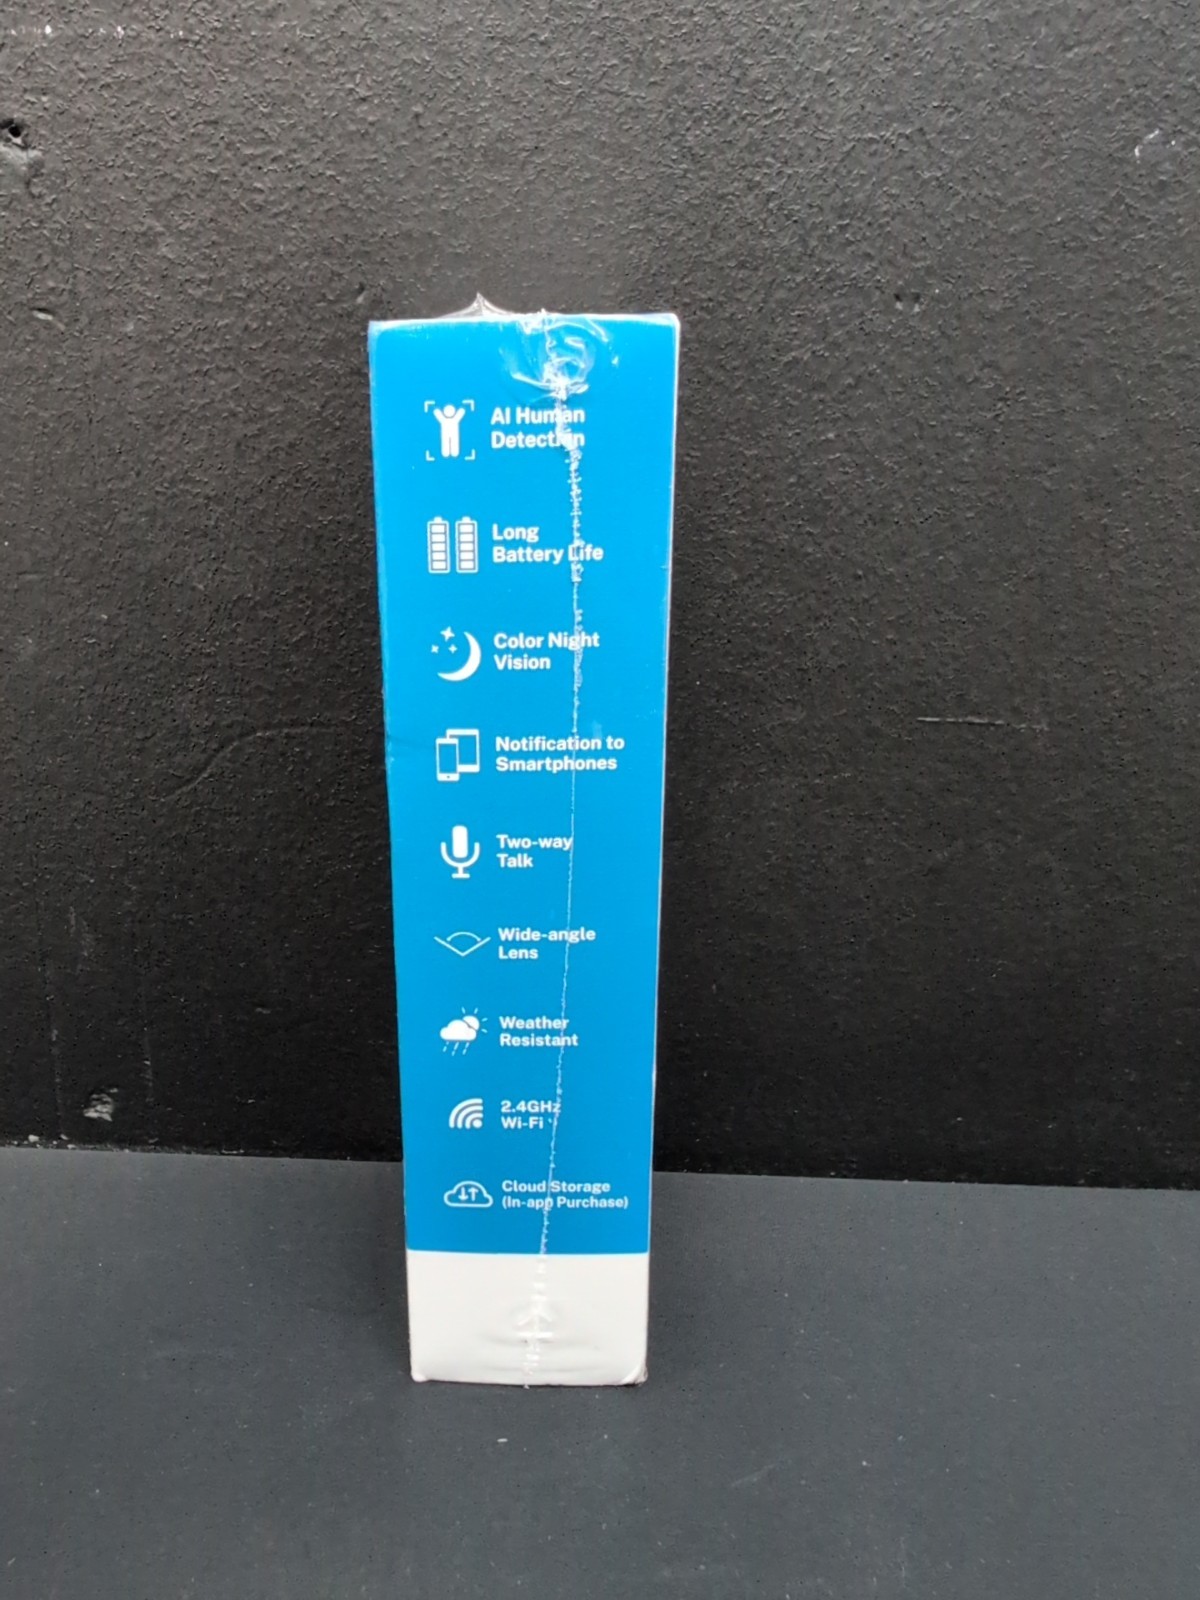 AI Human
Detection
Long
Battery Life
Color Night
Vision
Notification to
Smartphones
Two-way
Talk
Wide-angle
Lens
Weather
Resistant
2.4GHz
Wi-Fi
Cloud Storage
(In-app Purchase)